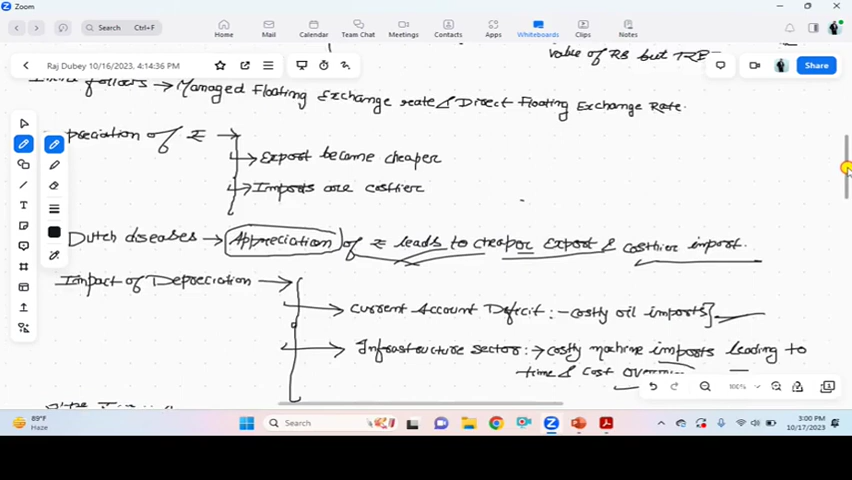 Zoom
Search Ctrl+F
Home
Mail
Calendar
Team Chat
Meetings
Contacts
Apps
Whiteboards
Clips
Notes
value of RS but
Raj Dubey 10/16/2023 4:14:36 PM
Share
follows → Managed Floating Exchange rate & Direct Floating Exchange Rate.
preciation of ₹ →
→ Export become cheaper
→ Imports are costlier
Dutch diseases → Appreciation of ₹ leads to cheaper Export & costlier import.
Impact of Depreciation →
→ Current Account Deficit :- costly oil imports]
→ Infrastructure sector :→ costly machine imports leading to
time & cost
100%
89°F
Haze
Search
3:00 PM
10/17/2023